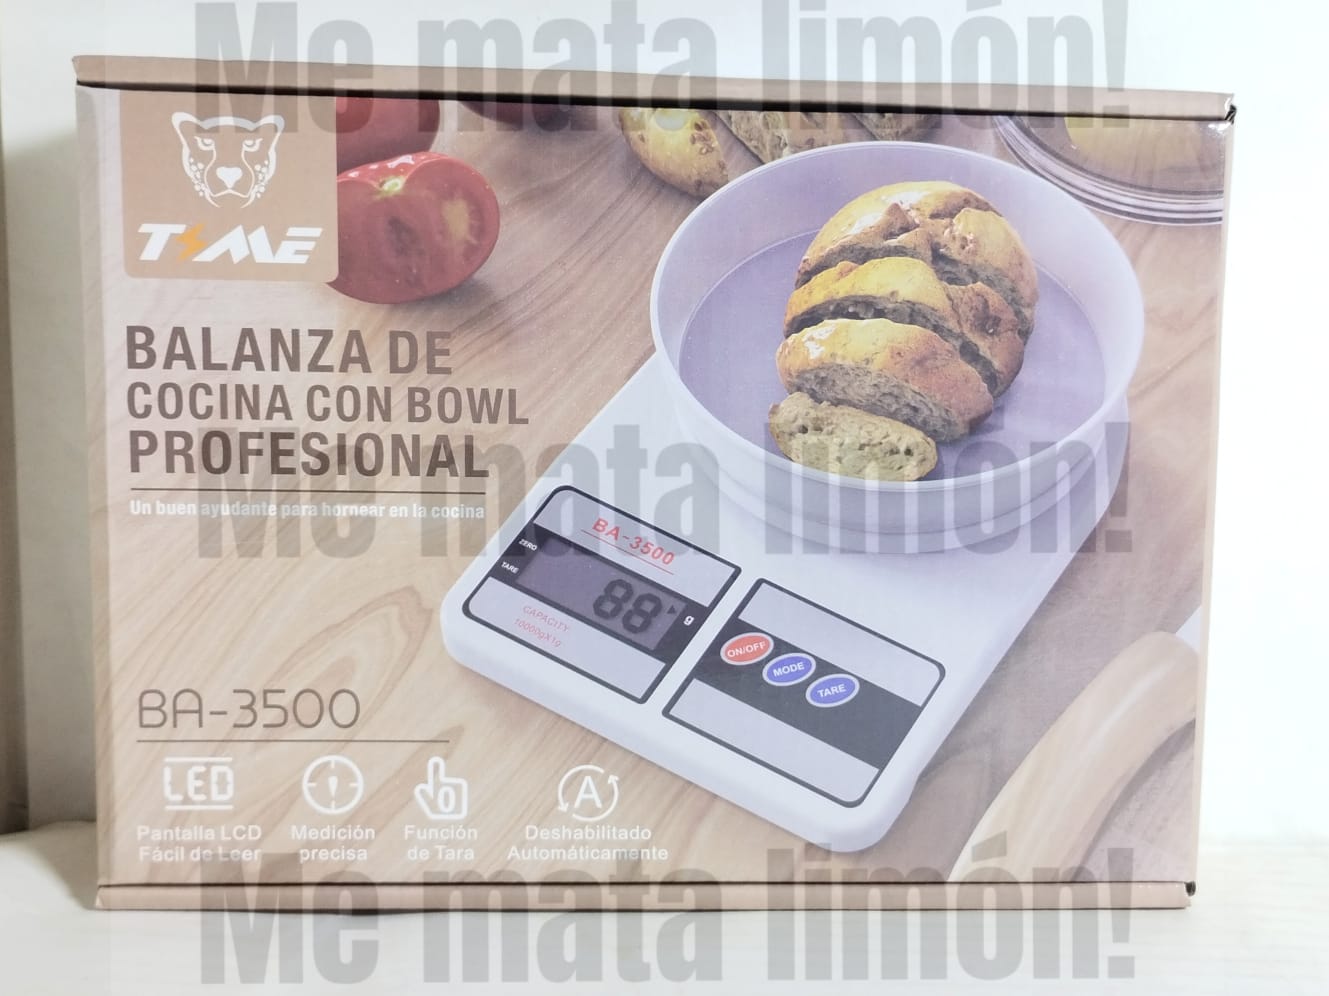 Me mata limón!
TIME
BALANZA DE
COCINA CON BOWL
PROFESIONAL
Un buen ayudante para hornear en la cocina
Me mata limón!
BA-3500
ZERO
TARE
88 g
CAPACITY
10000gX1g
ON/OFF
MODE
TARE
BA-3500
LED
Pantalla LCD
Fácil de Leer
Medición
precisa
Función
de Tara
A
Deshabilitado
Automáticamente
Me mata limón!